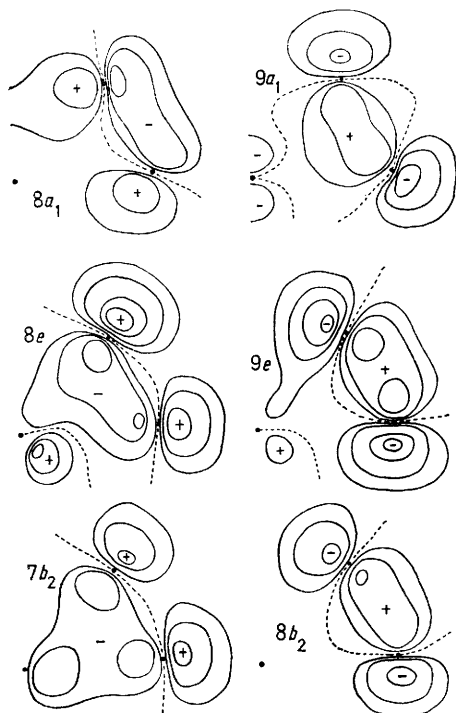 + - + 8a₁
- 9a₁ + - - -
+ 8e - + +
- 9e + - +
+ 7b₂ - +
- + 8b₂ -